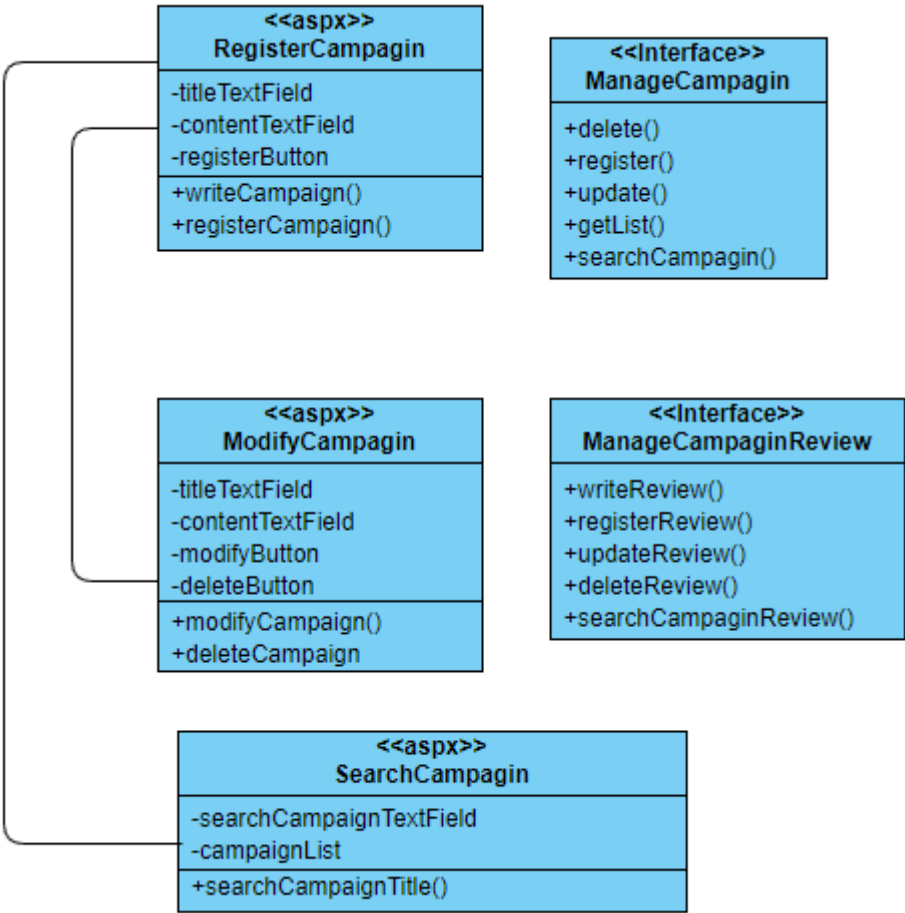 <<aspx>>
RegisterCampagin
-titleTextField
-contentTextField
-registerButton
+writeCampaign()
+registerCampaign()
<<Interface>>
ManageCampagin
+delete()
+register()
+update()
+getList()
+searchCampagin()
<<aspx>>
ModifyCampagin
-titleTextField
-contentTextField
-modifyButton
-deleteButton
+modifyCampaign()
+deleteCampaign
<<Interface>>
ManageCampaginReview
+writeReview()
+registerReview()
+updateReview()
+deleteReview()
+searchCampaginReview()
<<aspx>>
SearchCampagin
-searchCampaignTextField
-campaignList
+searchCampaignTitle()